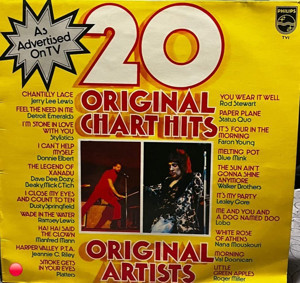 As
Advertised
On TV
PHILIPS
TV1
20
ORIGINAL
CHART HITS
CHANTILLY LACE
Jerry Lee Lewis
FEEL THE NEED IN ME
Detroit Emeralds
I'M STONE IN LOVE
WITH YOU
Stylistics
I CAN'T HELP
MYSELF
Donnie Elbert
THE LEGEND OF
XANADU
Dave Dee, Dozy,
Beaky, Mick & Tich
I CLOSE MY EYES
AND COUNT TO TEN
Dusty Springfield
WADE IN THE WATER
Ramsey Lewis
HA! HA! SAID
THE CLOWN
Manfred Mann
HARPER VALLEY P.T.A.
Jeannie C. Riley
SMOKE GETS
IN YOUR EYES
Platters
YOU WEAR IT WELL
Rod Stewart
PAPER PLANE
Status Quo
IT'S FOUR IN THE
MORNING
Faron Young
MELTING POT
Blue Mink
THE SUN AIN'T
GONNA SHINE
ANYMORE
Walker Brothers
IT'S MY PARTY
Lesley Gore
ME AND YOU AND
A DOG NAMED BOO
Lobo
WHITE ROSE
OF ATHENS
Nana Mouskouri
MORNING
Val Doonican
LITTLE
GREEN APPLES
Roger Miller
ORIGINAL
ARTISTS